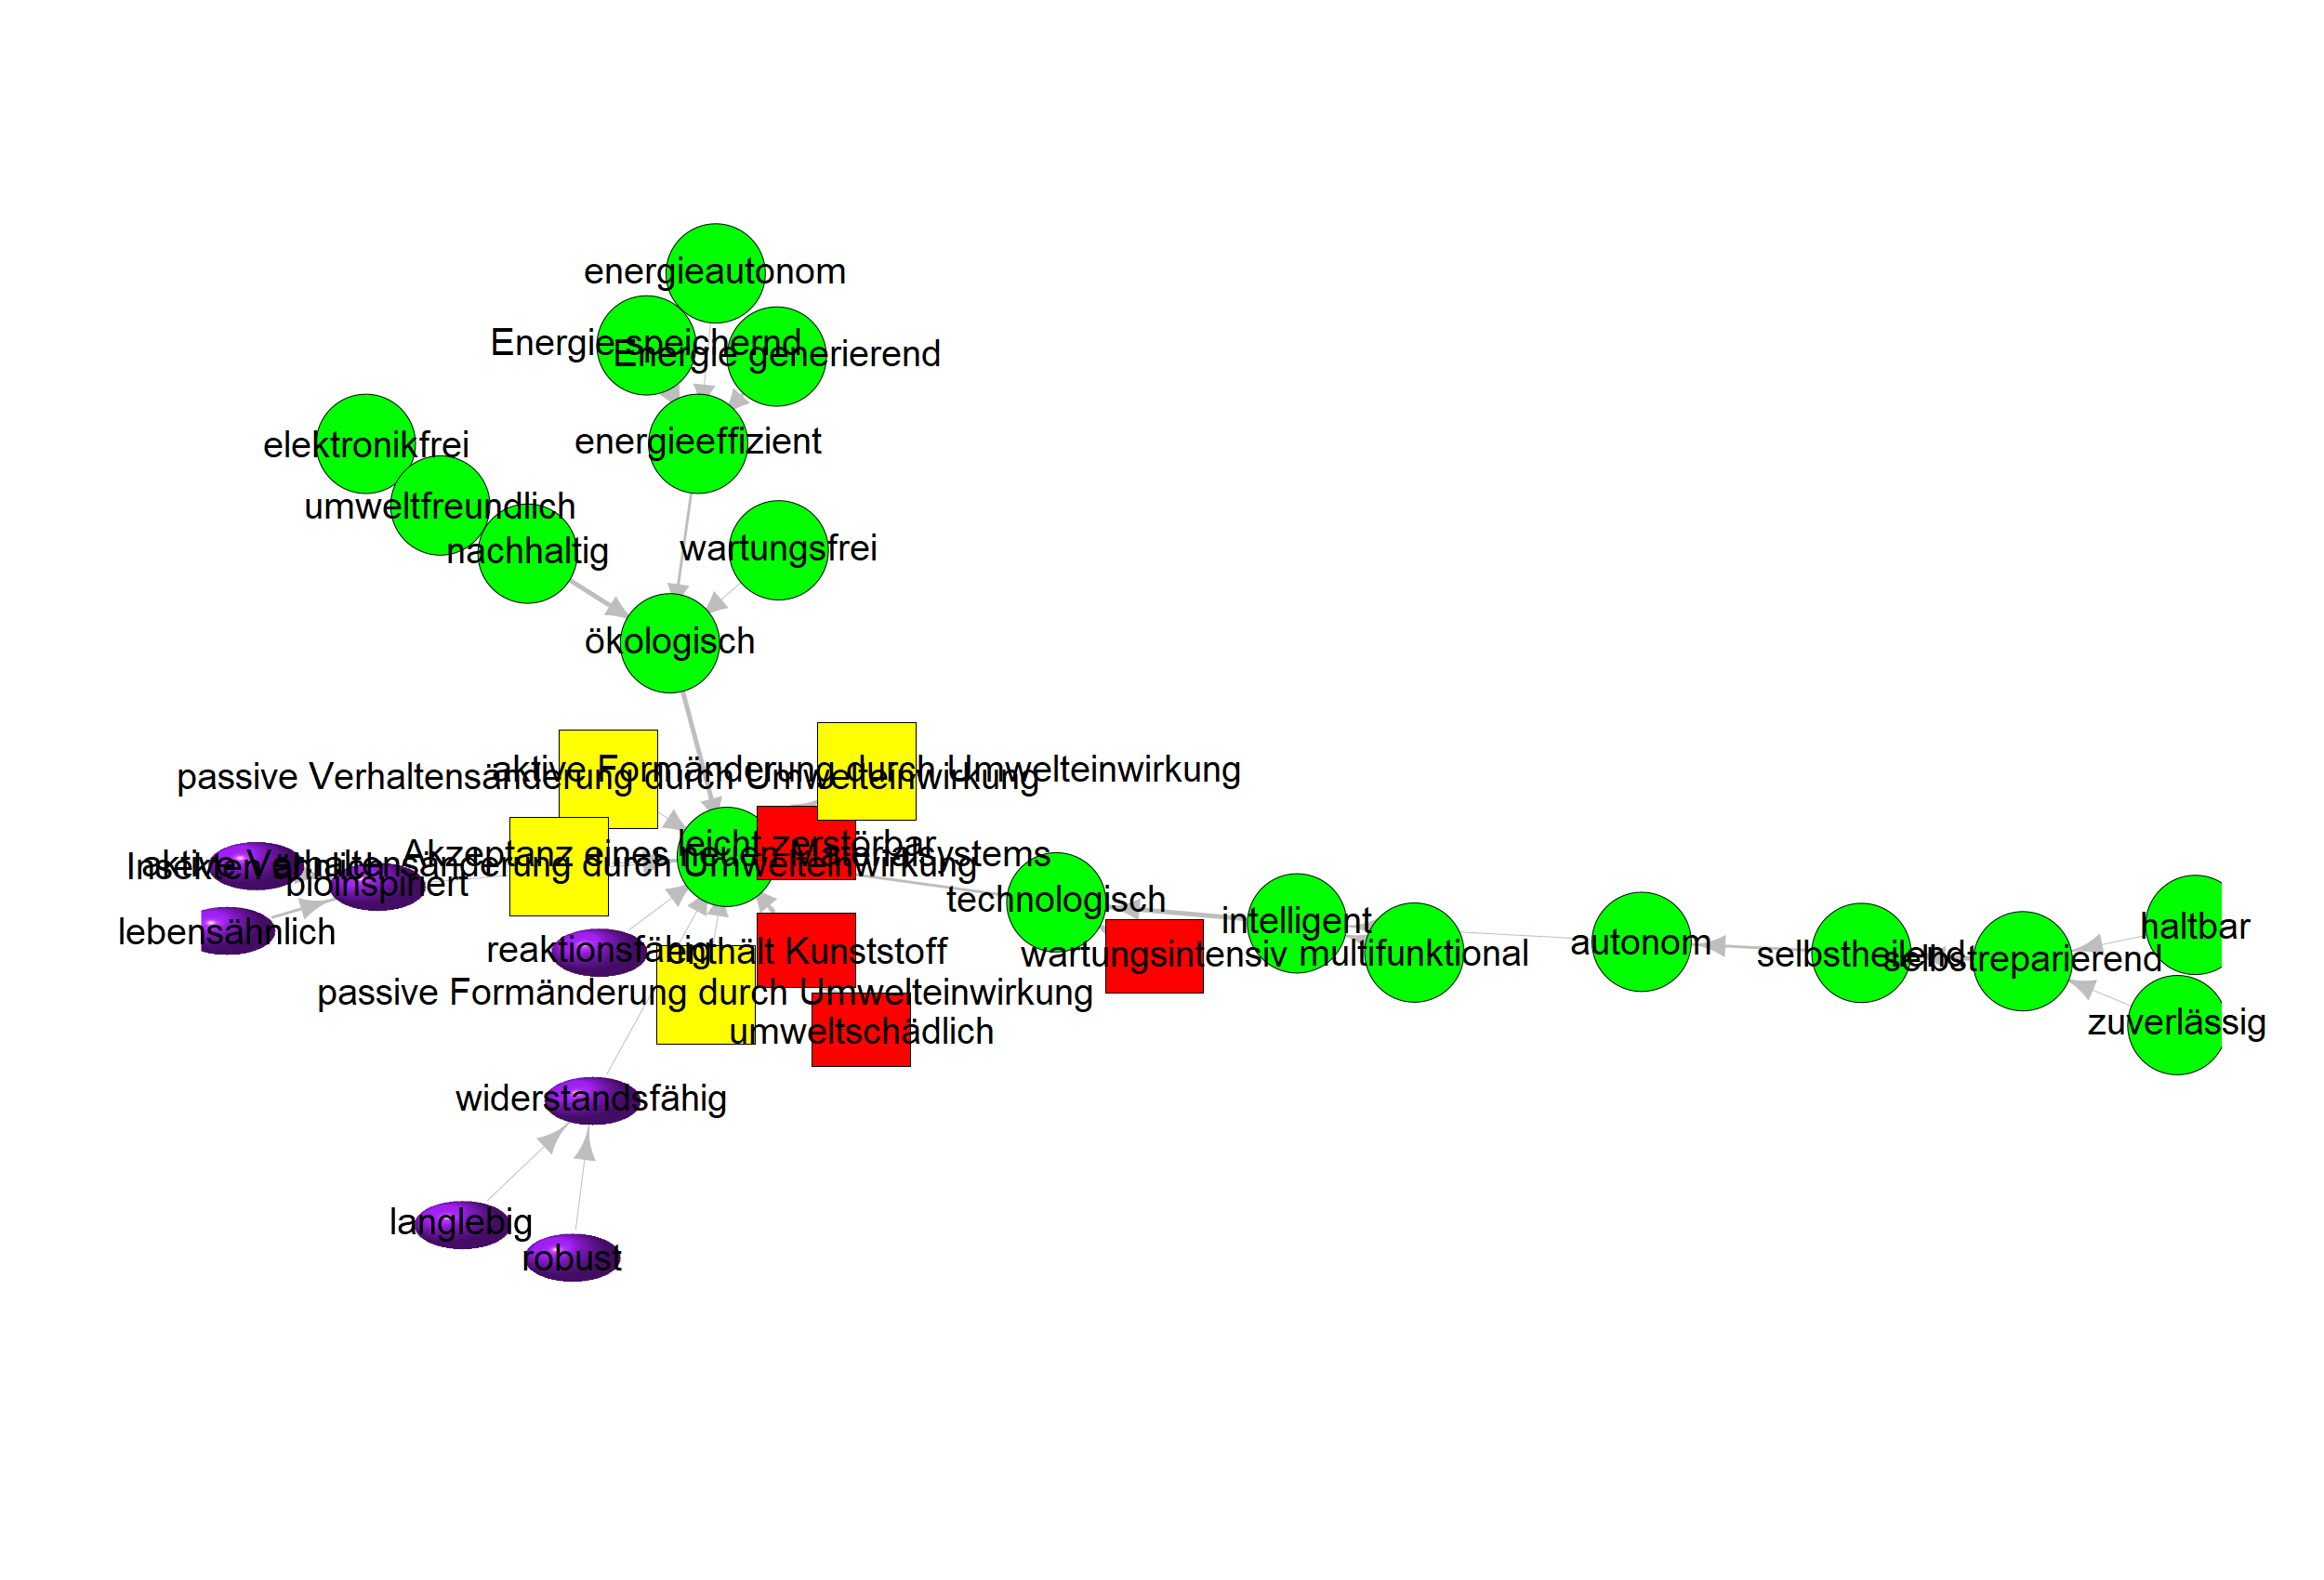 energieautonom
Energie speichernd
Energie generierend
energieeffizient
elektronikfrei
umweltfreundlich
nachhaltig
wartungsfrei
ökologisch
aktive Formänderung durch Umwelteinwirkung
passive Verhaltensänderung durch Umwelteinwirkung
leicht zerstörbar
Akzeptanz eines neuen Materialsystems
aktive Verhaltensänderung durch Umwelteinwirkung
Insekten ähnlich
bioinspiriert
lebensähnlich
technologisch
intelligent
reaktionsfähig
enthält Kunststoff
wartungsintensiv
multifunktional
autonom
selbstheilend
selbstreparierend
haltbar
passive Formänderung durch Umwelteinwirkung
umweltschädlich
zuverlässig
widerstandsfähig
langlebig
robust